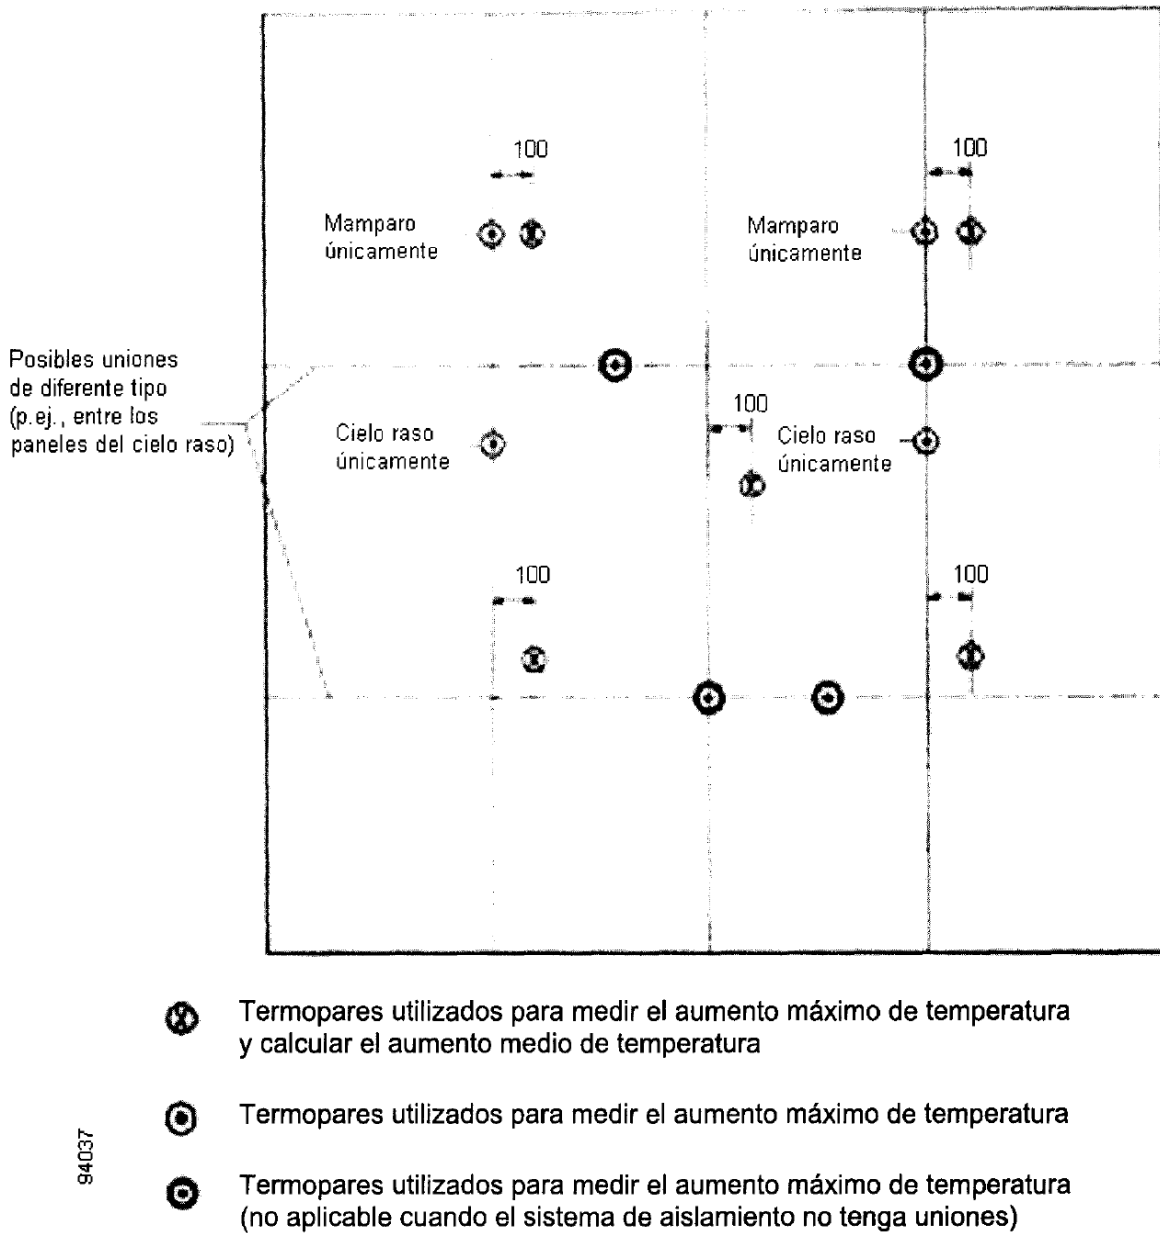 100
100
Mamparo
únicamente
Mamparo
únicamente
Posibles uniones
de diferente tipo
(p.ej., entre los
paneles del cielo raso)
100
Cielo raso
únicamente
Cielo raso
únicamente
100
100
Termopares utilizados para medir el aumento máximo de temperatura
y calcular el aumento medio de temperatura
Termopares utilizados para medir el aumento máximo de temperatura
94037
Termopares utilizados para medir el aumento máximo de temperatura
(no aplicable cuando el sistema de aislamiento no tenga uniones)